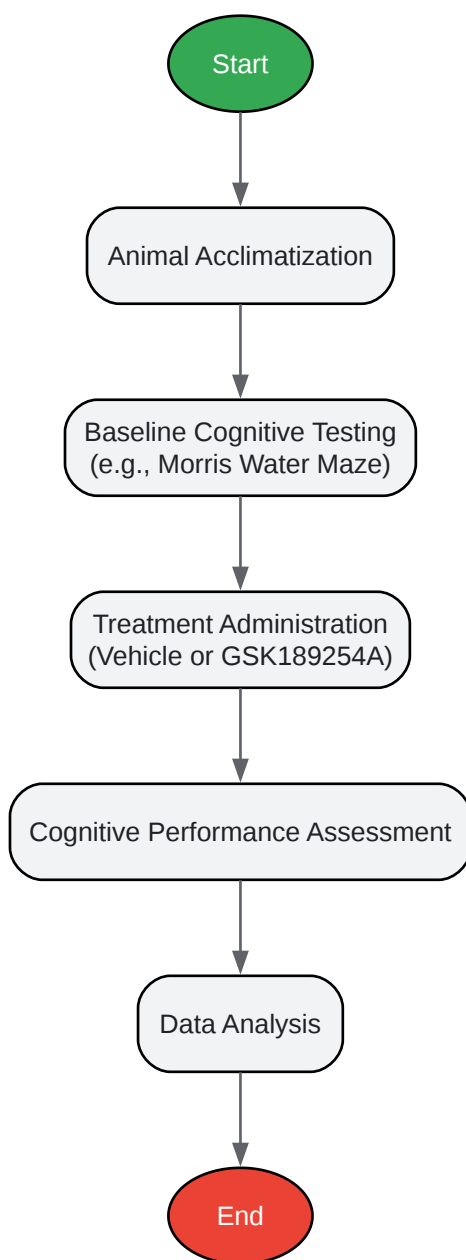 Start
Animal Acclimatization
Baseline Cognitive Testing
(e.g., Morris Water Maze)
Treatment Administration
(Vehicle or GSK189254A)
Cognitive Performance Assessment
Data Analysis
End